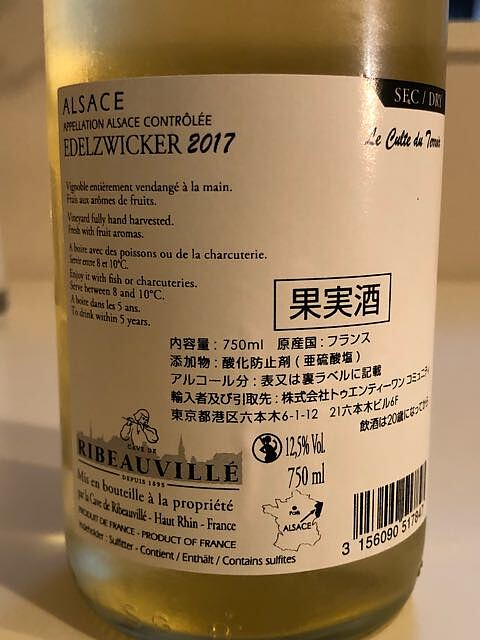 ALSACE
APPELLATION ALSACE CONTRÔLÉE
EDELZWICKER 2017
SEC / DRY
Le Culte du Terroir
Vignoble entièrement vendangé à la main.
Frais aux arômes de fruits.
Vineyard fully hand harvested.
Fresh with fruit aromas.
A boire avec des poissons ou de la charcuterie.
Servir entre 8 et 10°C.
Enjoy it with fish or charcuteries.
Serve between 8 and 10°C.
A boire dans les 5 ans.
To drink within 5 years.
果実酒
内容量：750ml 原産国：フランス
添加物：酸化防止剤（亜硫酸塩）
アルコール分：表又は裏ラベルに記載
輸入者及び引取先：株式会社トゥエンティーワン コミュニティ
東京都港区六本木6-1-12 21六本木ビル6F
飲酒は20歳になってから
CAVE DE
RIBEAUVILLÉ
DEPUIS 1895
12,5% Vol.
750 ml
Mis en bouteille à la propriété
par la Cave de Ribeauvillé - Haut Rhin - France
PRODUIT DE FRANCE - PRODUCT OF FRANCE
Indeholder : Sulfitter - Contient / Enthält / Contains sulfites
Paris
ALSACE
3 156090 517847